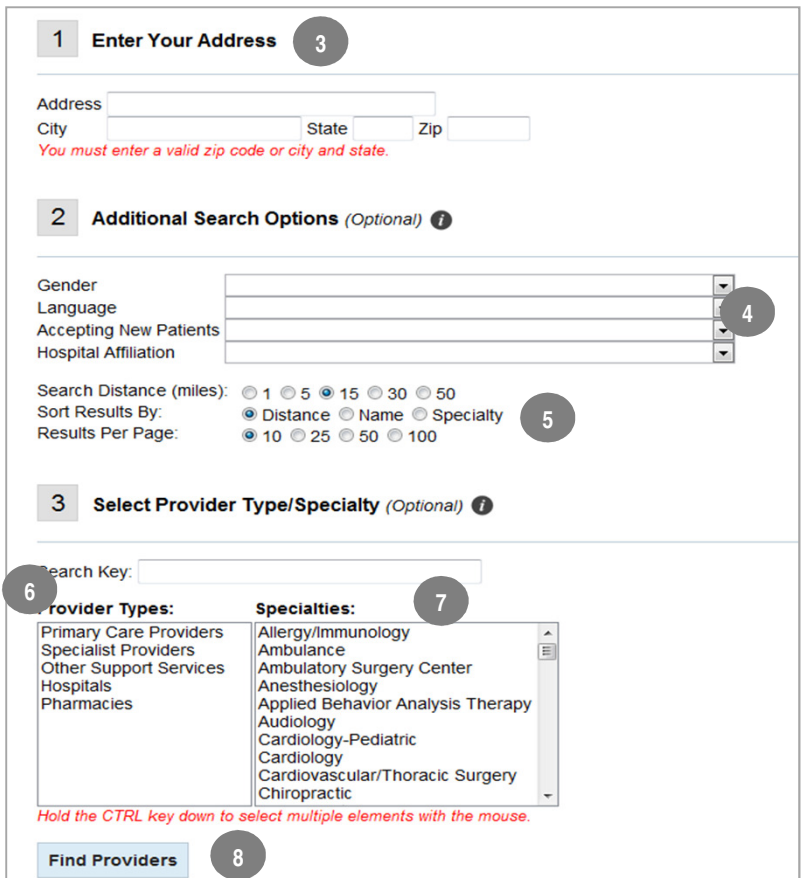 1 Enter Your Address 3
Address
City State Zip
You must enter a valid zip code or city and state.
2 Additional Search Options (Optional) i
Gender
Language
4
Accepting New Patients
Hospital Affiliation
Search Distance (miles): 1 5 15 30 50
Sort Results By: Distance Name Specialty
5
Results Per Page: 10 25 50 100
3 Select Provider Type/Specialty (Optional) i
Search Key:
6
7
Provider Types: Specialties:
Primary Care Providers Allergy/Immunology
Specialist Providers Ambulance
Other Support Services Ambulatory Surgery Center
Hospitals Anesthesiology
Pharmacies Applied Behavior Analysis Therapy
Audiology
Cardiology-Pediatric
Cardiology
Cardiovascular/Thoracic Surgery
Chiropractic
Hold the CTRL key down to select multiple elements with the mouse.
Find Providers 8